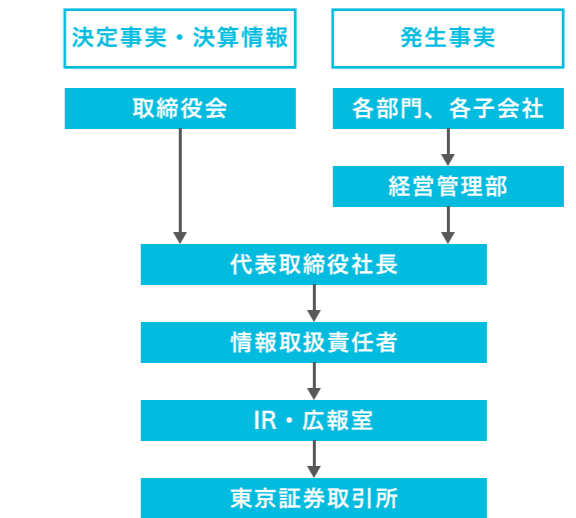 決定事実・決算情報
発生事実
取締役会
各部門、各子会社
経営管理部
代表取締役社長
情報取扱責任者
IR・広報室
東京証券取引所